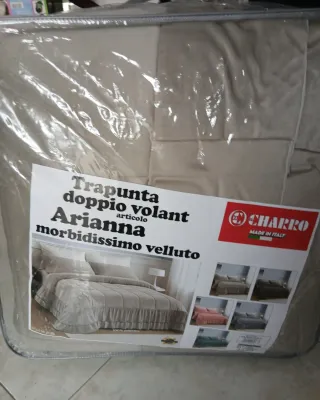 Trapunta
doppio volant
articolo
Arianna
morbidissimo velluto
CHARRO
MADE IN ITALY